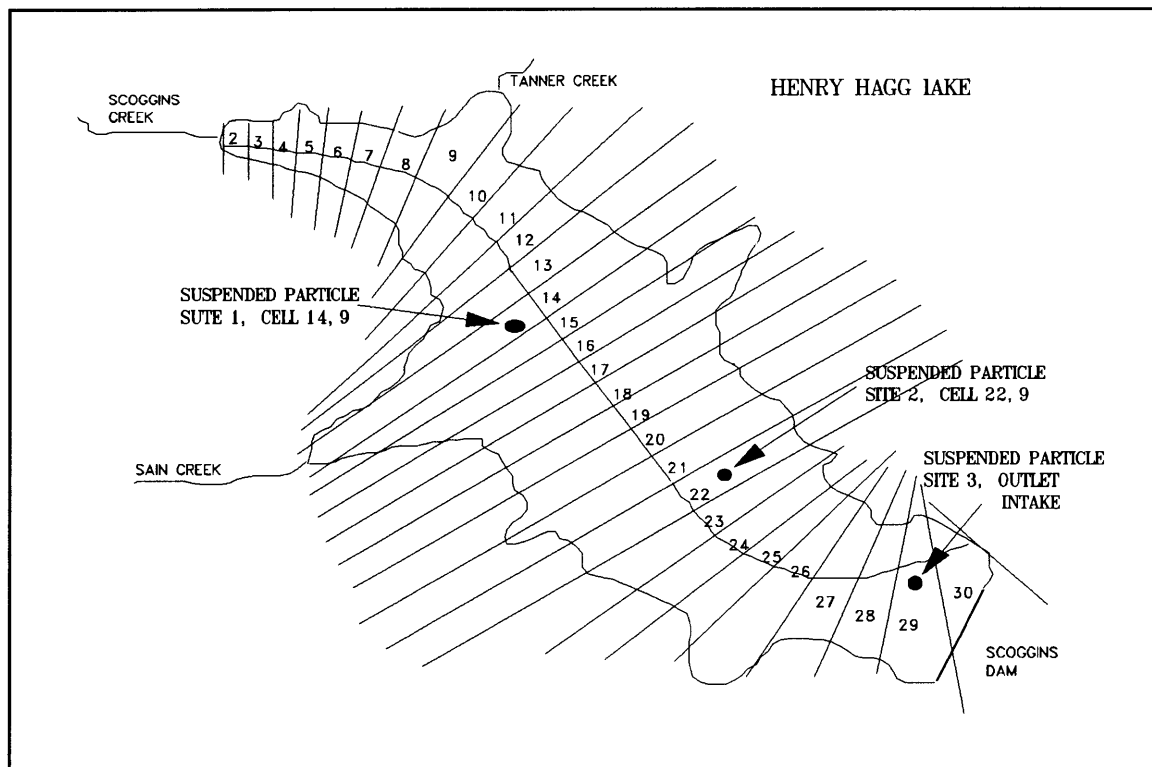 HENRY HAGG lAKE
TANNER CREEK
SCOGGINS
CREEK
2
3
4
5
6
7
8
9
10
11
12
13
14
15
16
17
18
19
20
21
22
23
24
25
26
27
28
29
30
SUSPENDED PARTICLE
SUTE 1, CELL 14, 9
SUSPENDED PARTICLE
SITE 2, CELL 22, 9
SAIN CREEK
SUSPENDED PARTICLE
SITE 3, OUTLET
INTAKE
SCOGGINS
DAM